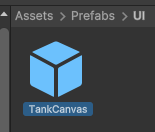 Assets > Prefabs > UI
TankCanvas